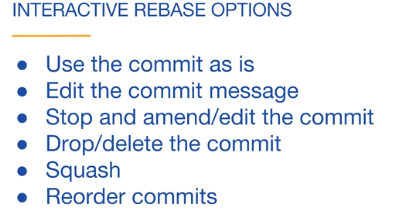 INTERACTIVE REBASE OPTIONS
● Use the commit as is
● Edit the commit message
● Stop and amend/edit the commit
● Drop/delete the commit
● Squash
● Reorder commits